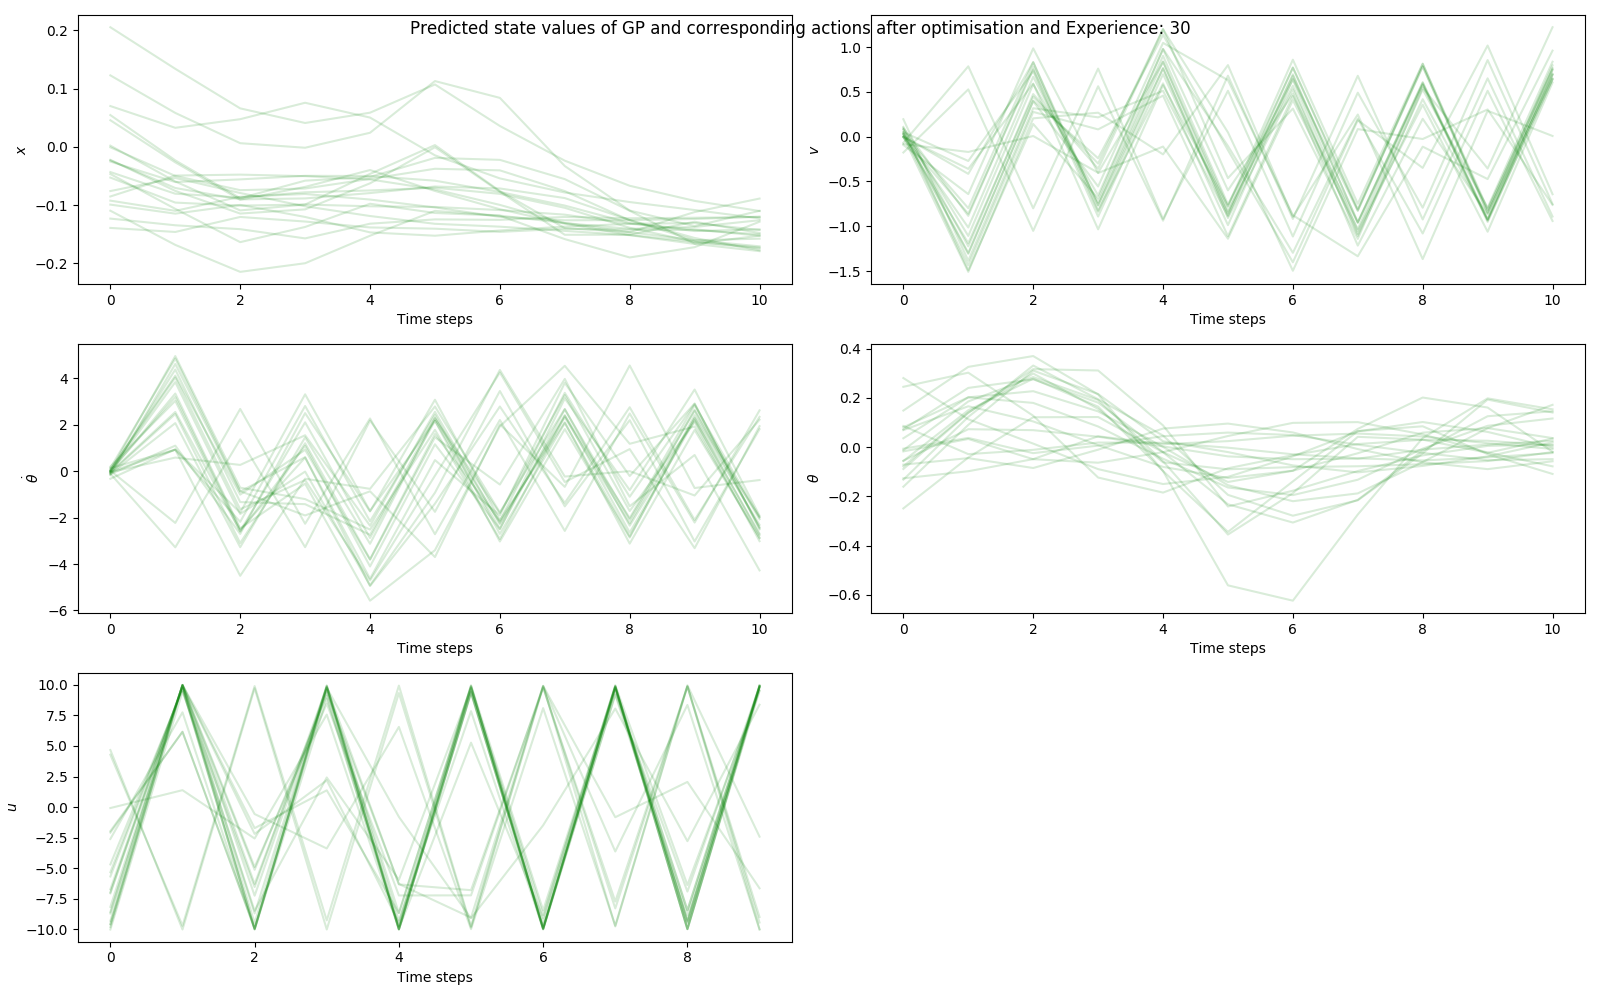 Predicted state values of GP and corresponding actions after optimisation and Experience: 30
0.2
0.1
0.0
−0.1
−0.2
x
0 2 4 6 8 10
Time steps
1.0
0.5
0.0
−0.5
−1.0
−1.5
v
0 2 4 6 8 10
Time steps
4
2
0
−2
−4
−6
θ̇
0 2 4 6 8 10
Time steps
0.4
0.2
0.0
−0.2
−0.4
−0.6
θ
0 2 4 6 8 10
Time steps
10.0
7.5
5.0
2.5
0.0
−2.5
−5.0
−7.5
−10.0
u
0 2 4 6 8
Time steps